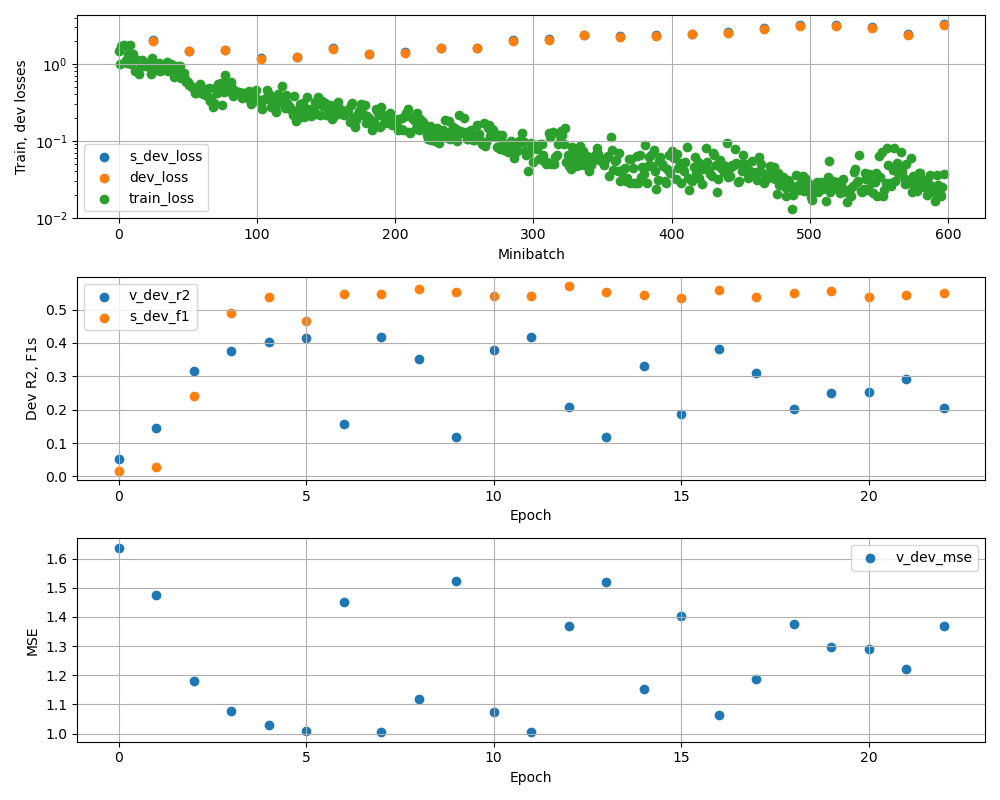 Train, dev losses
10⁰
10⁻¹
10⁻²
s_dev_loss
dev_loss
train_loss
0 100 200 300 400 500 600
Minibatch
Dev R2, F1s
0.5
0.4
0.3
0.2
0.1
0.0
v_dev_r2
s_dev_f1
0 5 10 15 20
Epoch
MSE
1.6
1.5
1.4
1.3
1.2
1.1
1.0
v_dev_mse
0 5 10 15 20
Epoch